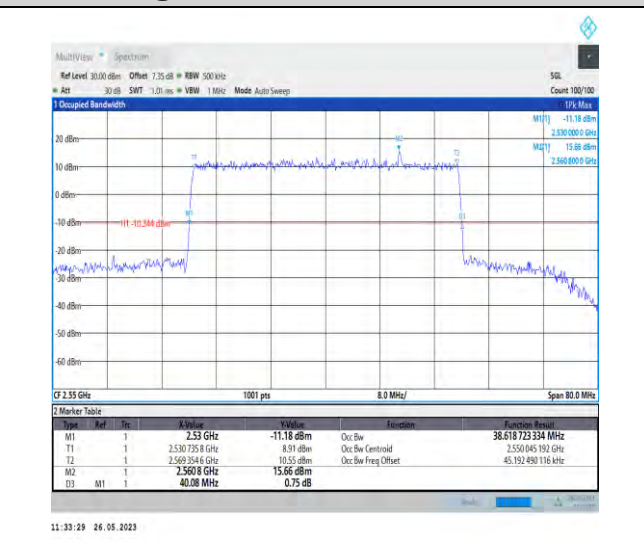 MultiView Spectrum
Ref Level 30.00 dBm Offset 7.35 dB RBW 500 kHz SGL
Att 30 dB SWT 1.01 ms VBW 1 MHz Mode Auto Sweep Count 100/100
1 Occupied Bandwidth 1Pk Max
M1[1] -11.18 dBm
2.530 000 0 GHz
M2[1] 15.66 dBm
2.560 800 0 GHz
20 dBm
10 dBm
0 dBm
-10 dBm
H1 -10.344 dBm
-20 dBm
-30 dBm
-40 dBm
-50 dBm
-60 dBm
T1
M2
T2
M1
D3
CF 2.55 GHz 1001 pts 8.0 MHz/ Span 80.0 MHz
2 Marker Table
Type Ref Trc X-Value Y-Value Function Function Result
M1 1 2.53 GHz -11.18 dBm Occ Bw 38.618 723 334 MHz
T1 1 2.530 735 8 GHz 8.91 dBm Occ Bw Centroid 2.550 045 192 GHz
T2 1 2.569 354 6 GHz 10.55 dBm Occ Bw Freq Offset 45.192 490 116 kHz
M2 1 2.560 8 GHz 15.66 dBm
D3 M1 1 40.08 MHz 0.75 dB
11:33:29 26.05.2023